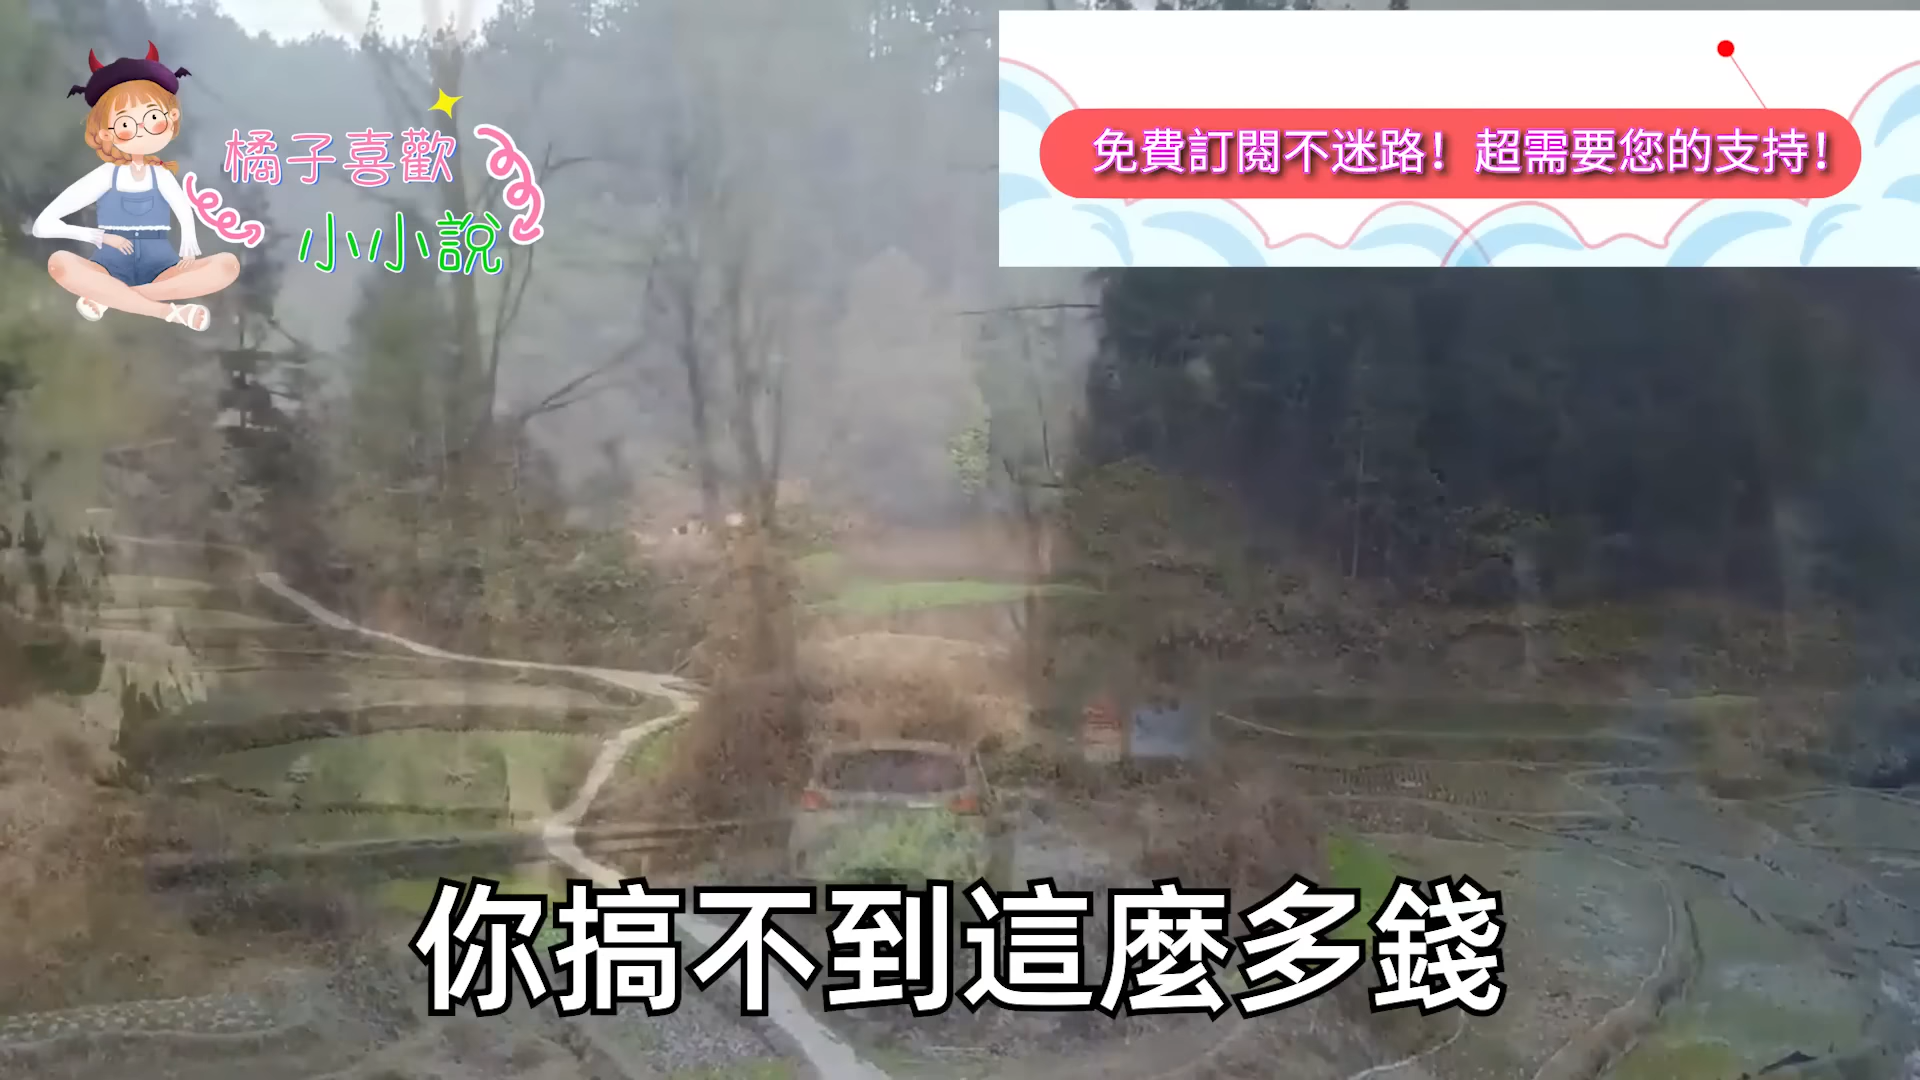 橘子喜歡
小小說
免費訂閱不迷路！超需要您的支持！
你搞不到這麼多錢